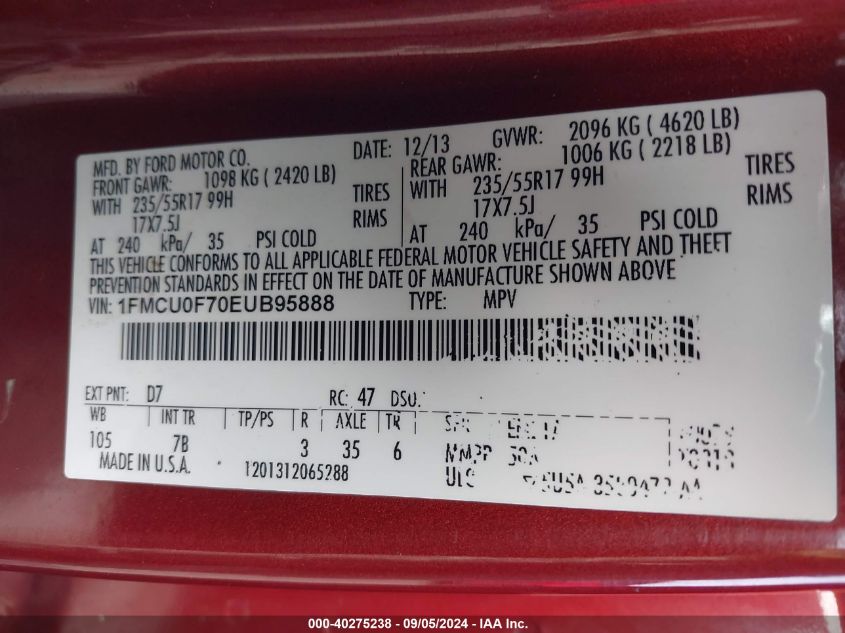 MFD. BY FORD MOTOR CO. DATE: 12/13 GVWR: 2096 KG ( 4620 LB)
FRONT GAWR: 1098 KG ( 2420 LB) REAR GAWR: 1006 KG ( 2218 LB)
WITH 235/55R17 99H TIRES WITH 235/55R17 99H TIRES
17X7.5J RIMS 17X7.5J RIMS
AT 240 kPa/ 35 PSI COLD AT 240 kPa/ 35 PSI COLD
THIS VEHICLE CONFORMS TO ALL APPLICABLE FEDERAL MOTOR VEHICLE SAFETY AND THEFT
PREVENTION STANDARDS IN EFFECT ON THE DATE OF MANUFACTURE SHOWN ABOVE
VIN: 1FMCU0F70EUB95888 TYPE: MPV
EXT PNT: D7 RC: 47 DSO:
WB INT TR TP/PS R AXLE TR
105 7B 3 35 6
MADE IN U.S.A. 1201312065288 ULC
000-40275238 - 09/05/2024 - IAA Inc.